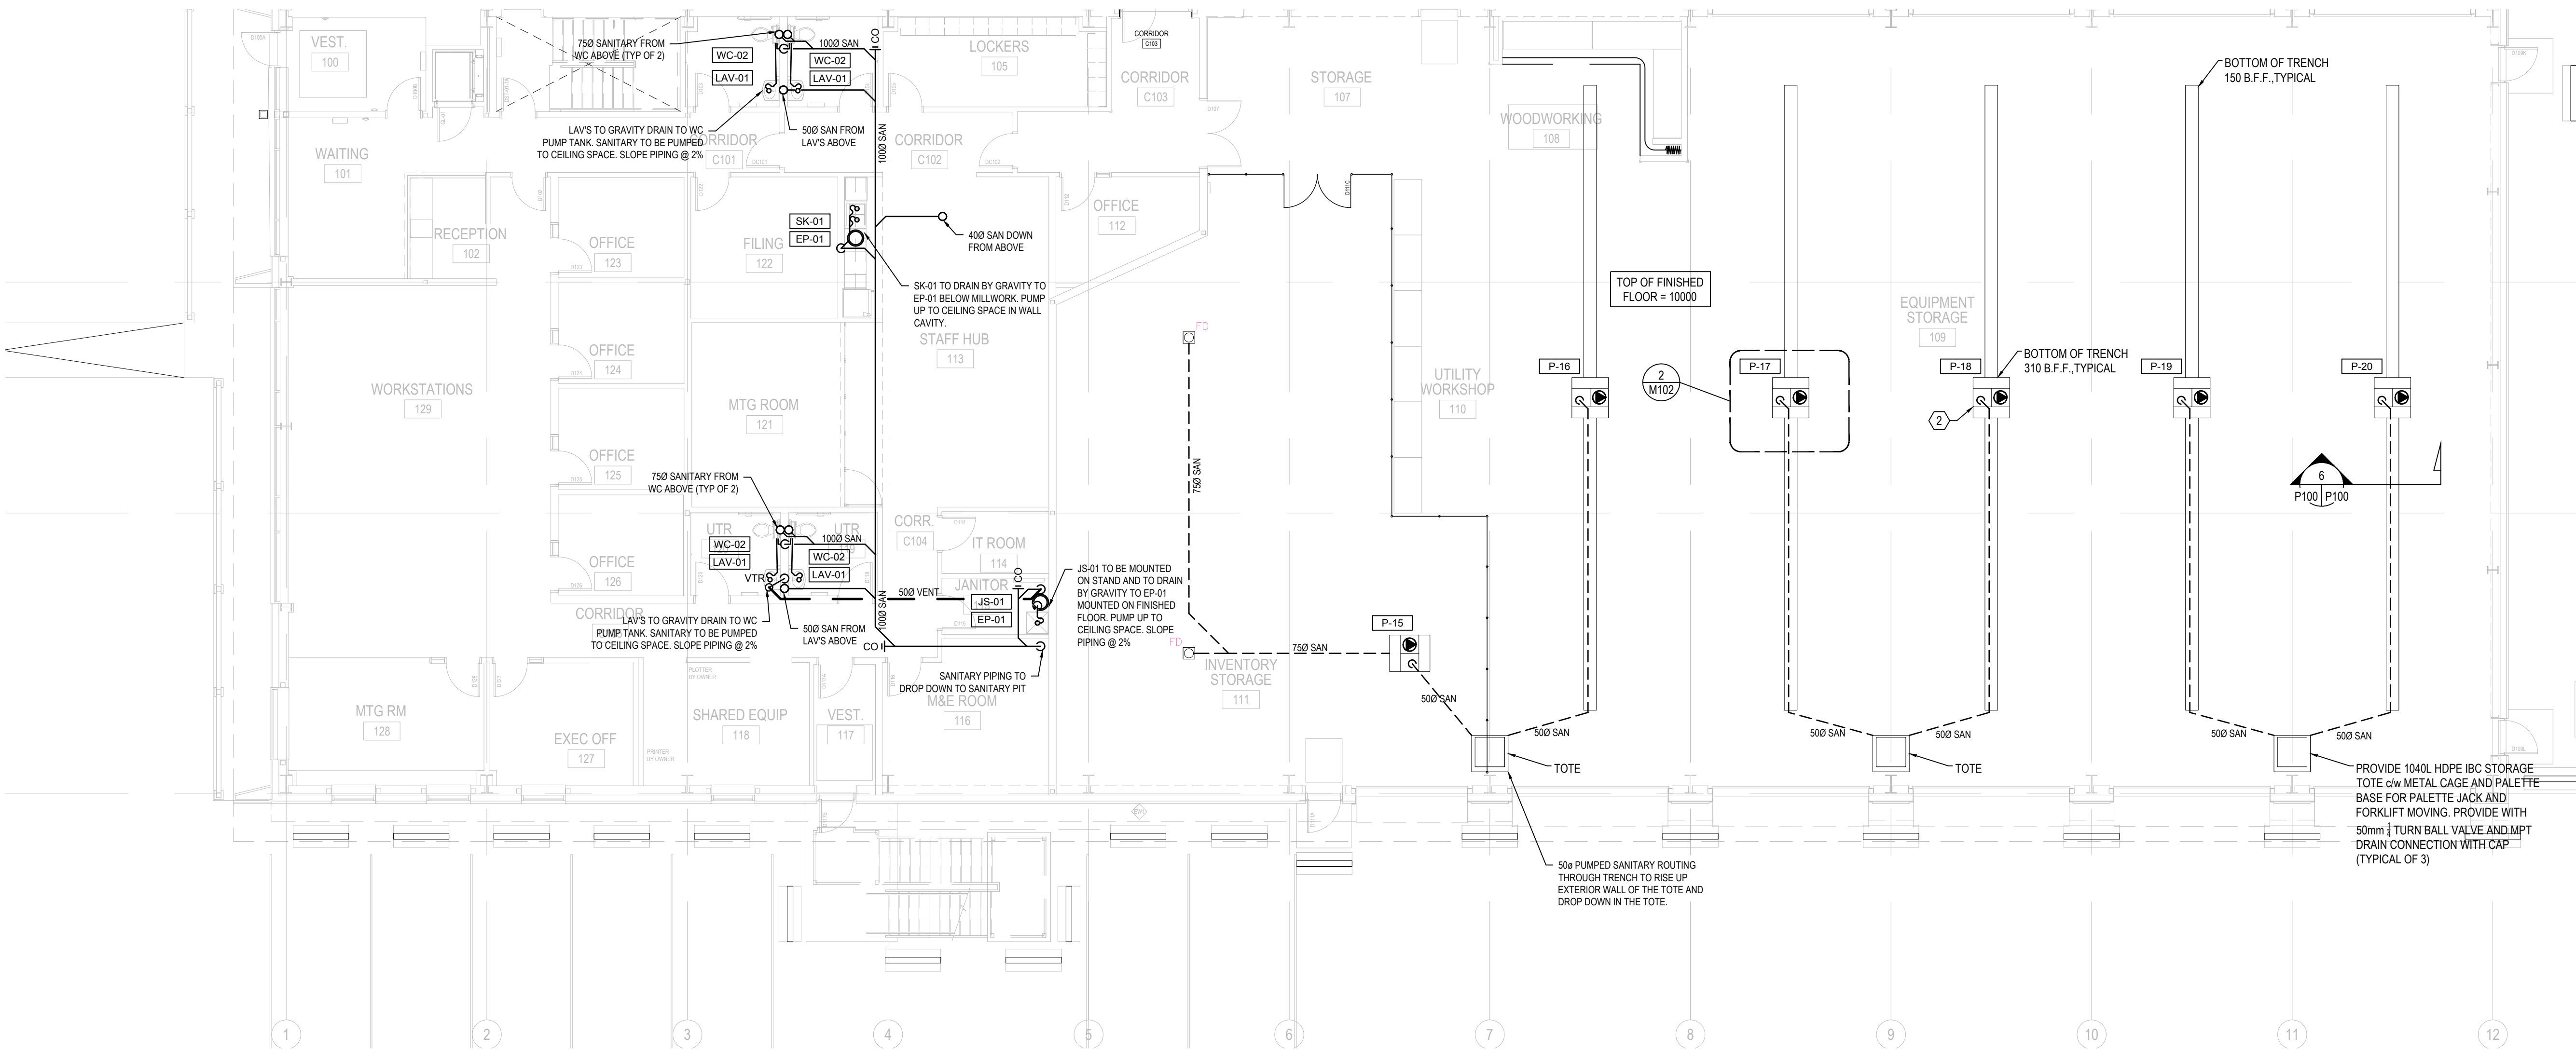 VEST.
100
WAITING
101
RECEPTION
102
WORKSTATIONS
129
OFFICE
123
OFFICE
124
OFFICE
125
OFFICE
126
CORRIDOR
MTG RM
128
EXEC OFF
127
SHARED EQUIP
118
PLOTTER
BY OWNER
PRINTER
BY OWNER
VEST.
117
75Ø SANITARY FROM
WC ABOVE (TYP OF 2)
WC-02
LAV-01
WC-02
LAV-01
100Ø SAN
CO
LAV'S TO GRAVITY DRAIN TO WC
PUMP TANK. SANITARY TO BE PUMPED
TO CEILING SPACE. SLOPE PIPING @ 2%
50Ø SAN FROM
LAV'S ABOVE
CORRIDOR
C101
100Ø SAN
CORRIDOR
C102
LOCKERS
105
CORRIDOR
C103
CORRIDOR
C103
STORAGE
107
WOODWORKING
108
OFFICE
112
FILING
122
SK-01
EP-01
40Ø SAN DOWN
FROM ABOVE
SK-01 TO DRAIN BY GRAVITY TO
EP-01 BELOW MILLWORK. PUMP
UP TO CEILING SPACE IN WALL
CAVITY.
STAFF HUB
113
MTG ROOM
121
75Ø SANITARY FROM
WC ABOVE (TYP OF 2)
UTR
UTR
WC-02
LAV-01
WC-02
LAV-01
100Ø SAN
VTR
50Ø VENT
100Ø SAN
LAV'S TO GRAVITY DRAIN TO WC
PUMP TANK. SANITARY TO BE PUMPED
TO CEILING SPACE. SLOPE PIPING @ 2%
50Ø SAN FROM
LAV'S ABOVE
CO
CORR.
C104
IT ROOM
114
JANITOR
CO
JS-01
EP-01
JS-01 TO BE MOUNTED
ON STAND AND TO DRAIN
BY GRAVITY TO EP-01
MOUNTED ON FINISHED
FLOOR. PUMP UP TO
CEILING SPACE. SLOPE
PIPING @ 2%
SANITARY PIPING TO
DROP DOWN TO SANITARY PIT
M&E ROOM
116
FD
75Ø SAN
FD
75Ø SAN
INVENTORY
STORAGE
111
UTILITY
WORKSHOP
110
P-15
50Ø SAN
P-16
50Ø SAN
TOTE
50ø PUMPED SANITARY ROUTING
THROUGH TRENCH TO RISE UP
EXTERIOR WALL OF THE TOTE AND
DROP DOWN IN THE TOTE.
TOP OF FINISHED
FLOOR = 10000
2
M102
P-17
EQUIPMENT
STORAGE
109
P-18
2
BOTTOM OF TRENCH
310 B.F.F.,TYPICAL
BOTTOM OF TRENCH
150 B.F.F.,TYPICAL
P-19
P-20
6
P100
P100
50Ø SAN
50Ø SAN
TOTE
50Ø SAN
50Ø SAN
PROVIDE 1040L HDPE IBC STORAGE
TOTE c/w METAL CAGE AND PALETTE
BASE FOR PALETTE JACK AND
FORKLIFT MOVING. PROVIDE WITH
50mm ¼ TURN BALL VALVE AND MPT
DRAIN CONNECTION WITH CAP
(TYPICAL OF 3)
1
2
3
4
5
6
7
8
9
10
11
12